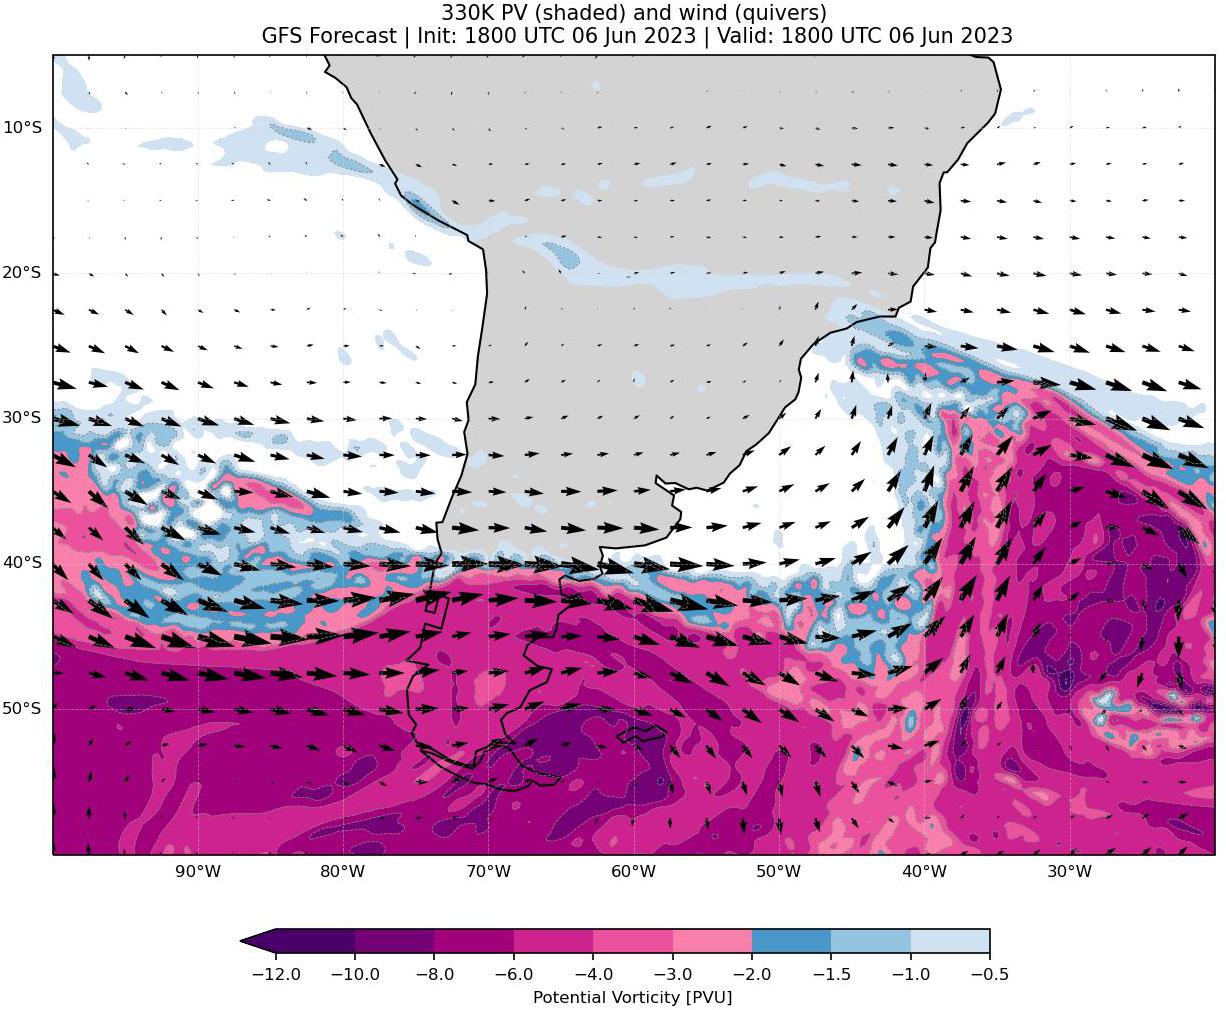 330K PV (shaded) and wind (quivers)
GFS Forecast | Init: 1800 UTC 06 Jun 2023 | Valid: 1800 UTC 06 Jun 2023
10°S
20°S
30°S
40°S
50°S
90°W 80°W 70°W 60°W 50°W 40°W 30°W
−12.0 −10.0 −8.0 −6.0 −4.0 −3.0 −2.0 −1.5 −1.0 −0.5
Potential Vorticity [PVU]